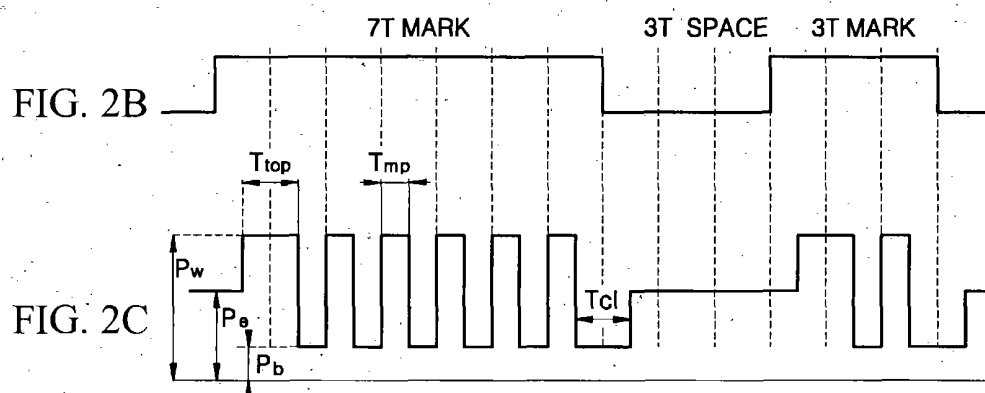 7T MARK 3T SPACE 3T MARK
FIG. 2B
Ttop Tmp
Pw
Tcl
FIG. 2C
Pe
Pb